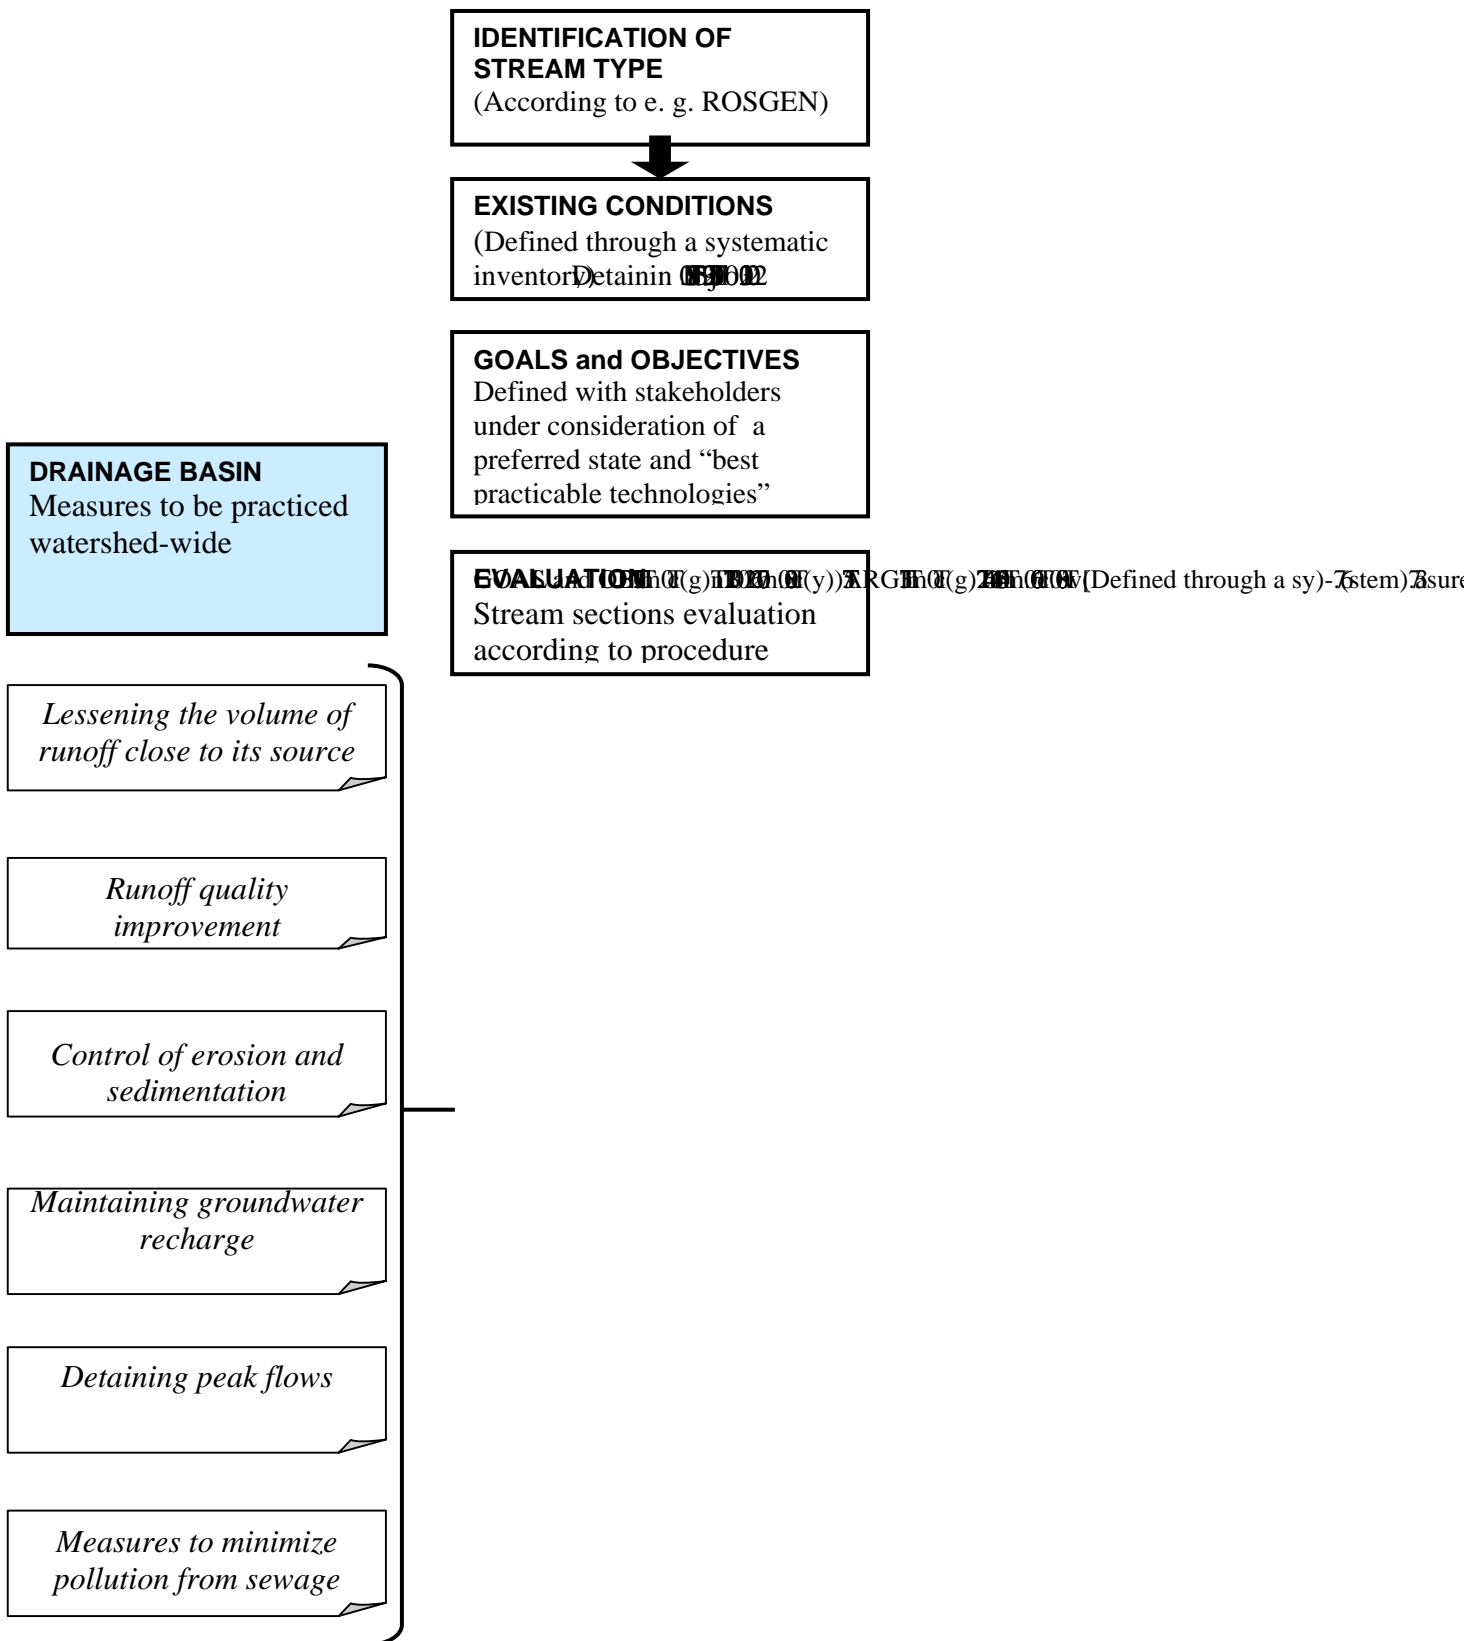 IDENTIFICATION OF
STREAM TYPE
(According to e. g. ROSGEN)
EXISTING CONDITIONS
(Defined through a systematic
inventory)
GOALS and OBJECTIVES
Defined with stakeholders
under consideration of a
preferred state and “best
practicable technologies”
EVALUATION
(Defined through a sy)-
Stream sections evaluation
according to procedure
DRAINAGE BASIN
Measures to be practiced
watershed-wide
Lessening the volume of
runoff close to its source
Runoff quality
improvement
Control of erosion and
sedimentation
Maintaining groundwater
recharge
Detaining peak flows
Measures to minimize
pollution from sewage